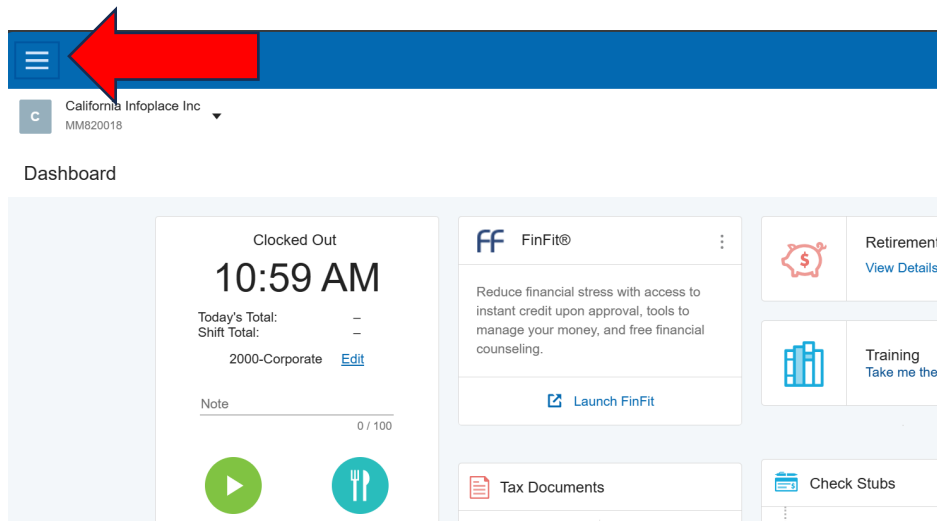 C
California Infoplace Inc
MM820018
Dashboard
Clocked Out
10:59 AM
Today's Total: –
Shift Total: –
2000-Corporate Edit
Note
0 / 100
FF FinFit®
Reduce financial stress with access to
instant credit upon approval, tools to
manage your money, and free financial
counseling.
Launch FinFit
Tax Documents
$
Retirement
View Details
Training
Take me the
Check Stubs